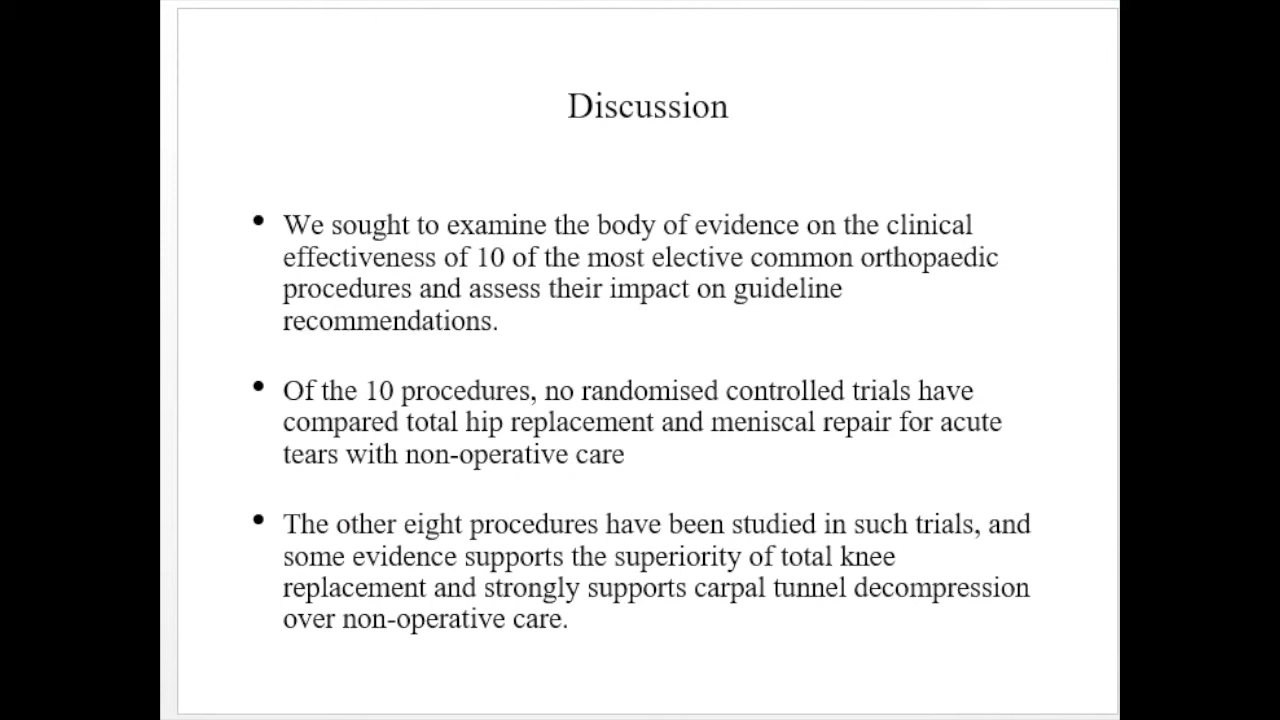 Discussion
• We sought to examine the body of evidence on the clinical
effectiveness of 10 of the most elective common orthopaedic
procedures and assess their impact on guideline
recommendations.
• Of the 10 procedures, no randomised controlled trials have
compared total hip replacement and meniscal repair for acute
tears with non-operative care
• The other eight procedures have been studied in such trials, and
some evidence supports the superiority of total knee
replacement and strongly supports carpal tunnel decompression
over non-operative care.